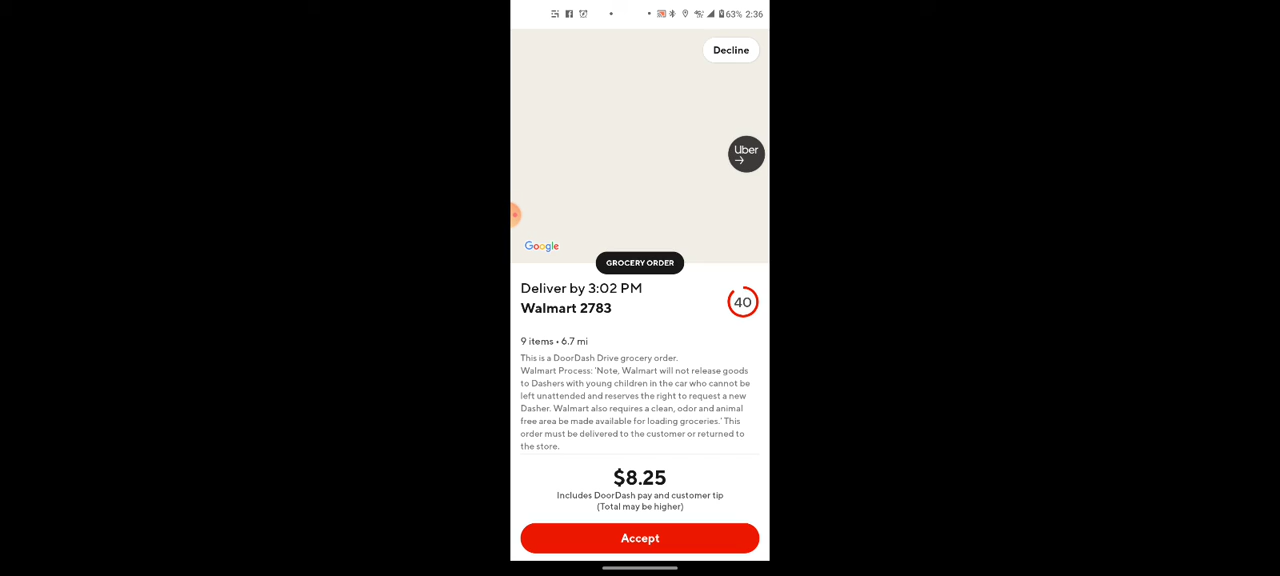 63% 2:36
Decline
Uber
→
Google
GROCERY ORDER
Deliver by 3:02 PM
Walmart 2783
40
9 items • 6.7 mi
This is a DoorDash Drive grocery order.
Walmart Process: 'Note, Walmart will not release goods
to Dashers with young children in the car who cannot be
left unattended and reserves the right to request a new
Dasher. Walmart also requires a clean, odor and animal
free area be made available for loading groceries.' This
order must be delivered to the customer or returned to
the store.
$8.25
Includes DoorDash pay and customer tip
(Total may be higher)
Accept